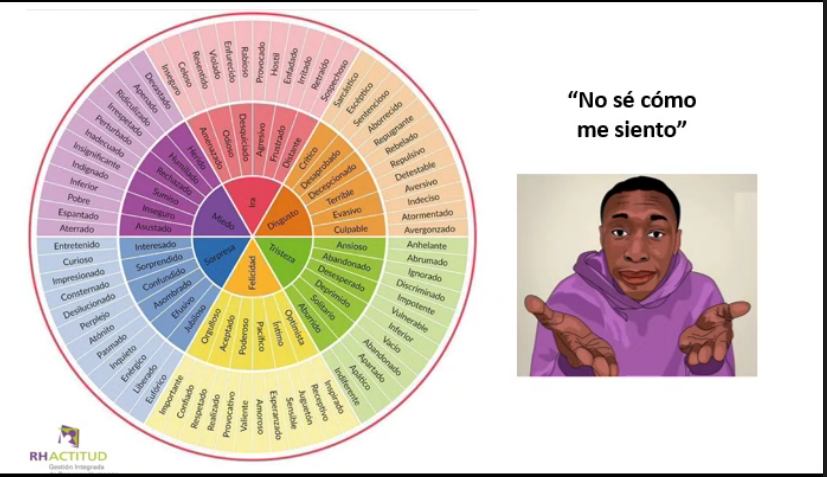 Ira
Disgusto
Tristeza
Felicidad
Sorpresa
Miedo
Amenazado
Odioso
Desquiciado
Agresivo
Frustrado
Distante
Crítico
Desaprobado
Decepcionado
Terrible
Evasivo
Culpable
Ansioso
Abandonado
Desesperado
Deprimido
Solitario
Aburrido
Optimista
Íntimo
Pacífico
Poderoso
Aceptado
Orgulloso
Jubiloso
Efusivo
Asombrado
Confundido
Sorprendido
Interesado
Asustado
Inseguro
Sumiso
Rechazado
Humillado
Herido
Inseguro
Celoso
Resentido
Violado
Enfurecido
Rabioso
Provocado
Hostil
Enfadado
Irritado
Retraído
Sospechoso
Sarcástico
Escéptico
Sentencioso
Aborrecido
Repugnante
Rebelado
Repulsivo
Detestable
Aversivo
Indeciso
Atormentado
Avergonzado
Anhelante
Abrumado
Ignorado
Discriminado
Impotente
Vulnerable
Inferior
Vacío
Abandonado
Apartado
Apático
Indiferente
Inspirado
Receptivo
Juguetón
Sensible
Esperanzado
Amoroso
Valiente
Provocativo
Realizado
Respetado
Confiado
Importante
Eufórico
Liberado
Enérgico
Inquieto
Pasmado
Atónito
Perplejo
Desilucionado
Consternado
Impresionado
Curioso
Entretenido
Aterrado
Espantado
Pobre
Inferior
Indignado
Insignificante
Inadecuado
Perturbado
Irrespetado
Ridiculizado
Apenado
Devastado
“No sé cómo
me siento”
RHACTITUD
Gestión Integrada